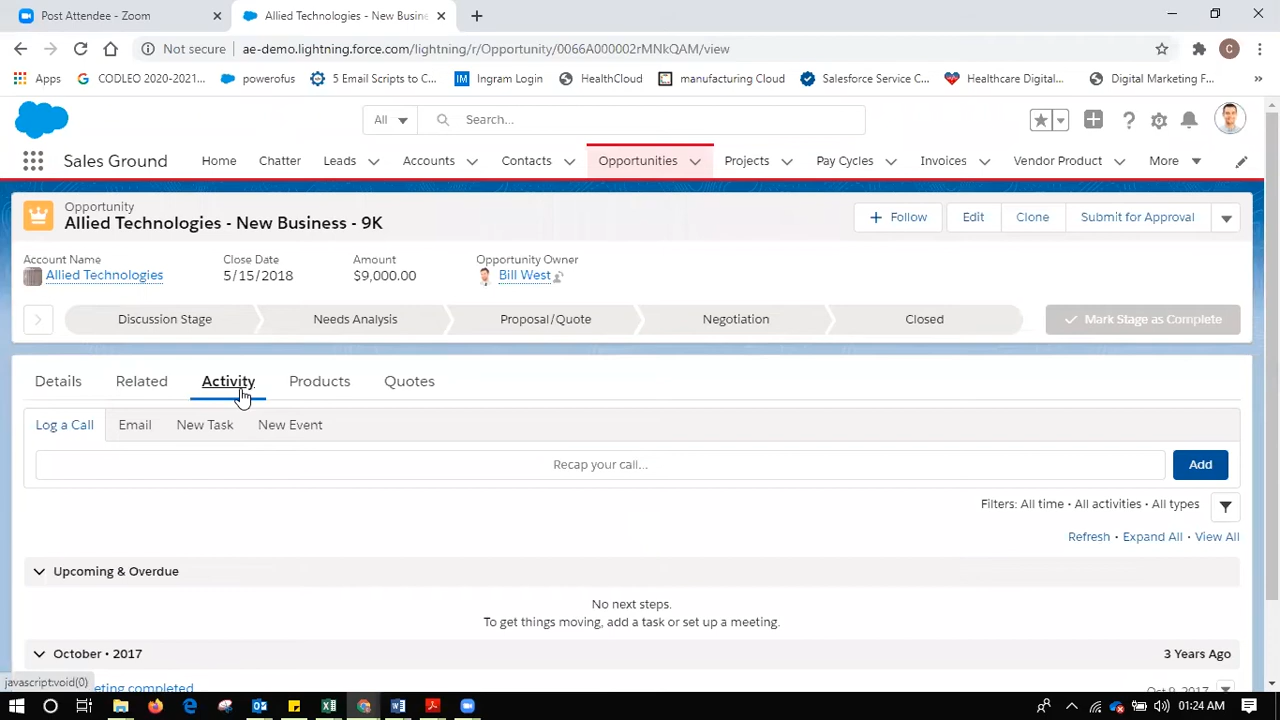 Post Attendee - Zoom
Allied Technologies - New Busine
Not secure
ae-demo.lightning.force.com/lightning/r/Opportunity/0066A000002rMNkQAM/view
C
Apps
CODLEO 2020-2021...
powerofus
5 Email Scripts to C...
Ingram Login
HealthCloud
manufacturing Cloud
Salesforce Service C...
Healthcare Digital...
Digital Marketing F...
All
Search...
Sales Ground
Home
Chatter
Leads
Accounts
Contacts
Opportunities
Projects
Pay Cycles
Invoices
Vendor Product
More
Opportunity
Allied Technologies - New Business - 9K
Follow
Edit
Clone
Submit for Approval
Account Name
Allied Technologies
Close Date
5/15/2018
Amount
$9,000.00
Opportunity Owner
Bill West
Discussion Stage
Needs Analysis
Proposal/Quote
Negotiation
Closed
Mark Stage as Complete
Details
Related
Activity
Products
Quotes
Log a Call
Email
New Task
New Event
Recap your call...
Add
Filters: All time • All activities • All types
Refresh • Expand All • View All
Upcoming & Overdue
No next steps.
To get things moving, add a task or set up a meeting.
October • 2017
3 Years Ago
javascript:void(0)
eting completed
Oct 9, 2017
01:24 AM